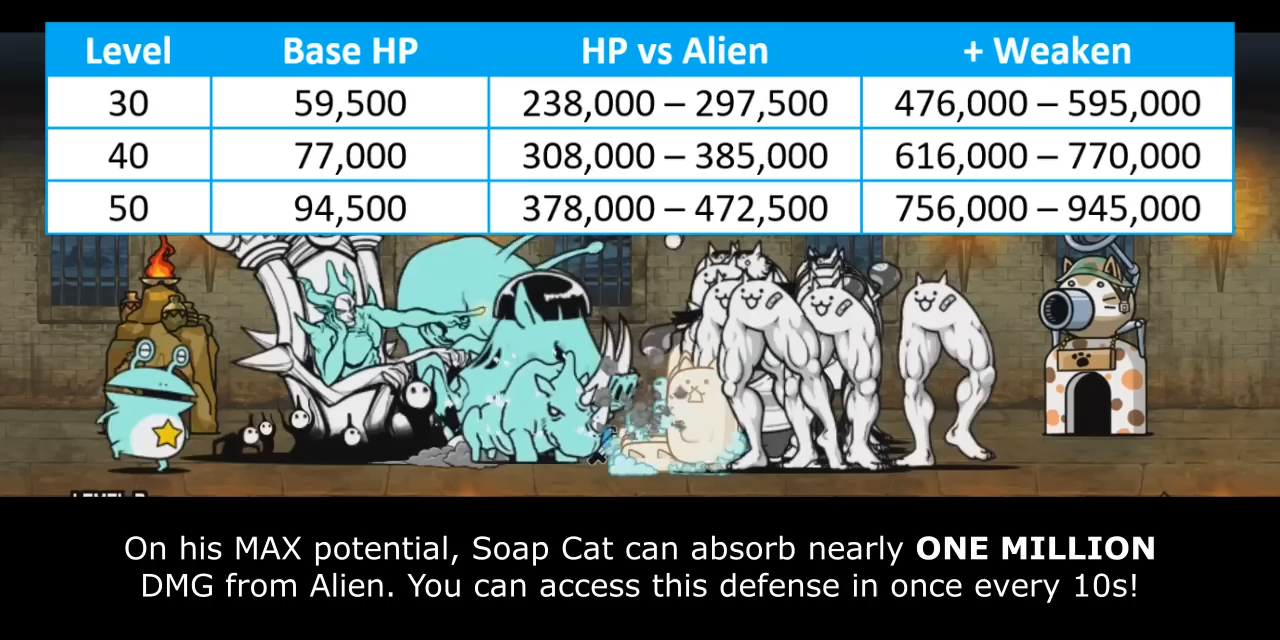 Level Base HP HP vs Alien + Weaken
30 59,500 238,000 – 297,500 476,000 – 595,000
40 77,000 308,000 – 385,000 616,000 – 770,000
50 94,500 378,000 – 472,500 756,000 – 945,000
On his MAX potential, Soap Cat can absorb nearly ONE MILLION
DMG from Alien. You can access this defense in once every 10s!